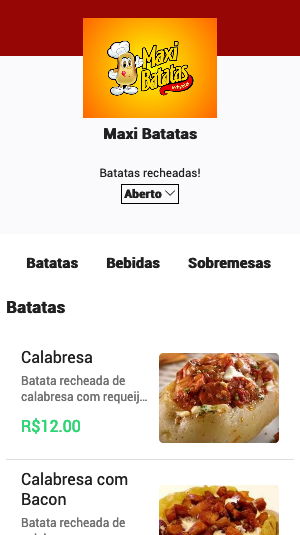 Maxi
Batatas
Maxi Batatas
Batatas recheadas!
Aberto
Batatas Bebidas Sobremesas
Batatas
Calabresa
Batata recheada de
calabresa com requeij...
R$12.00
Calabresa com
Bacon
Batata recheada de